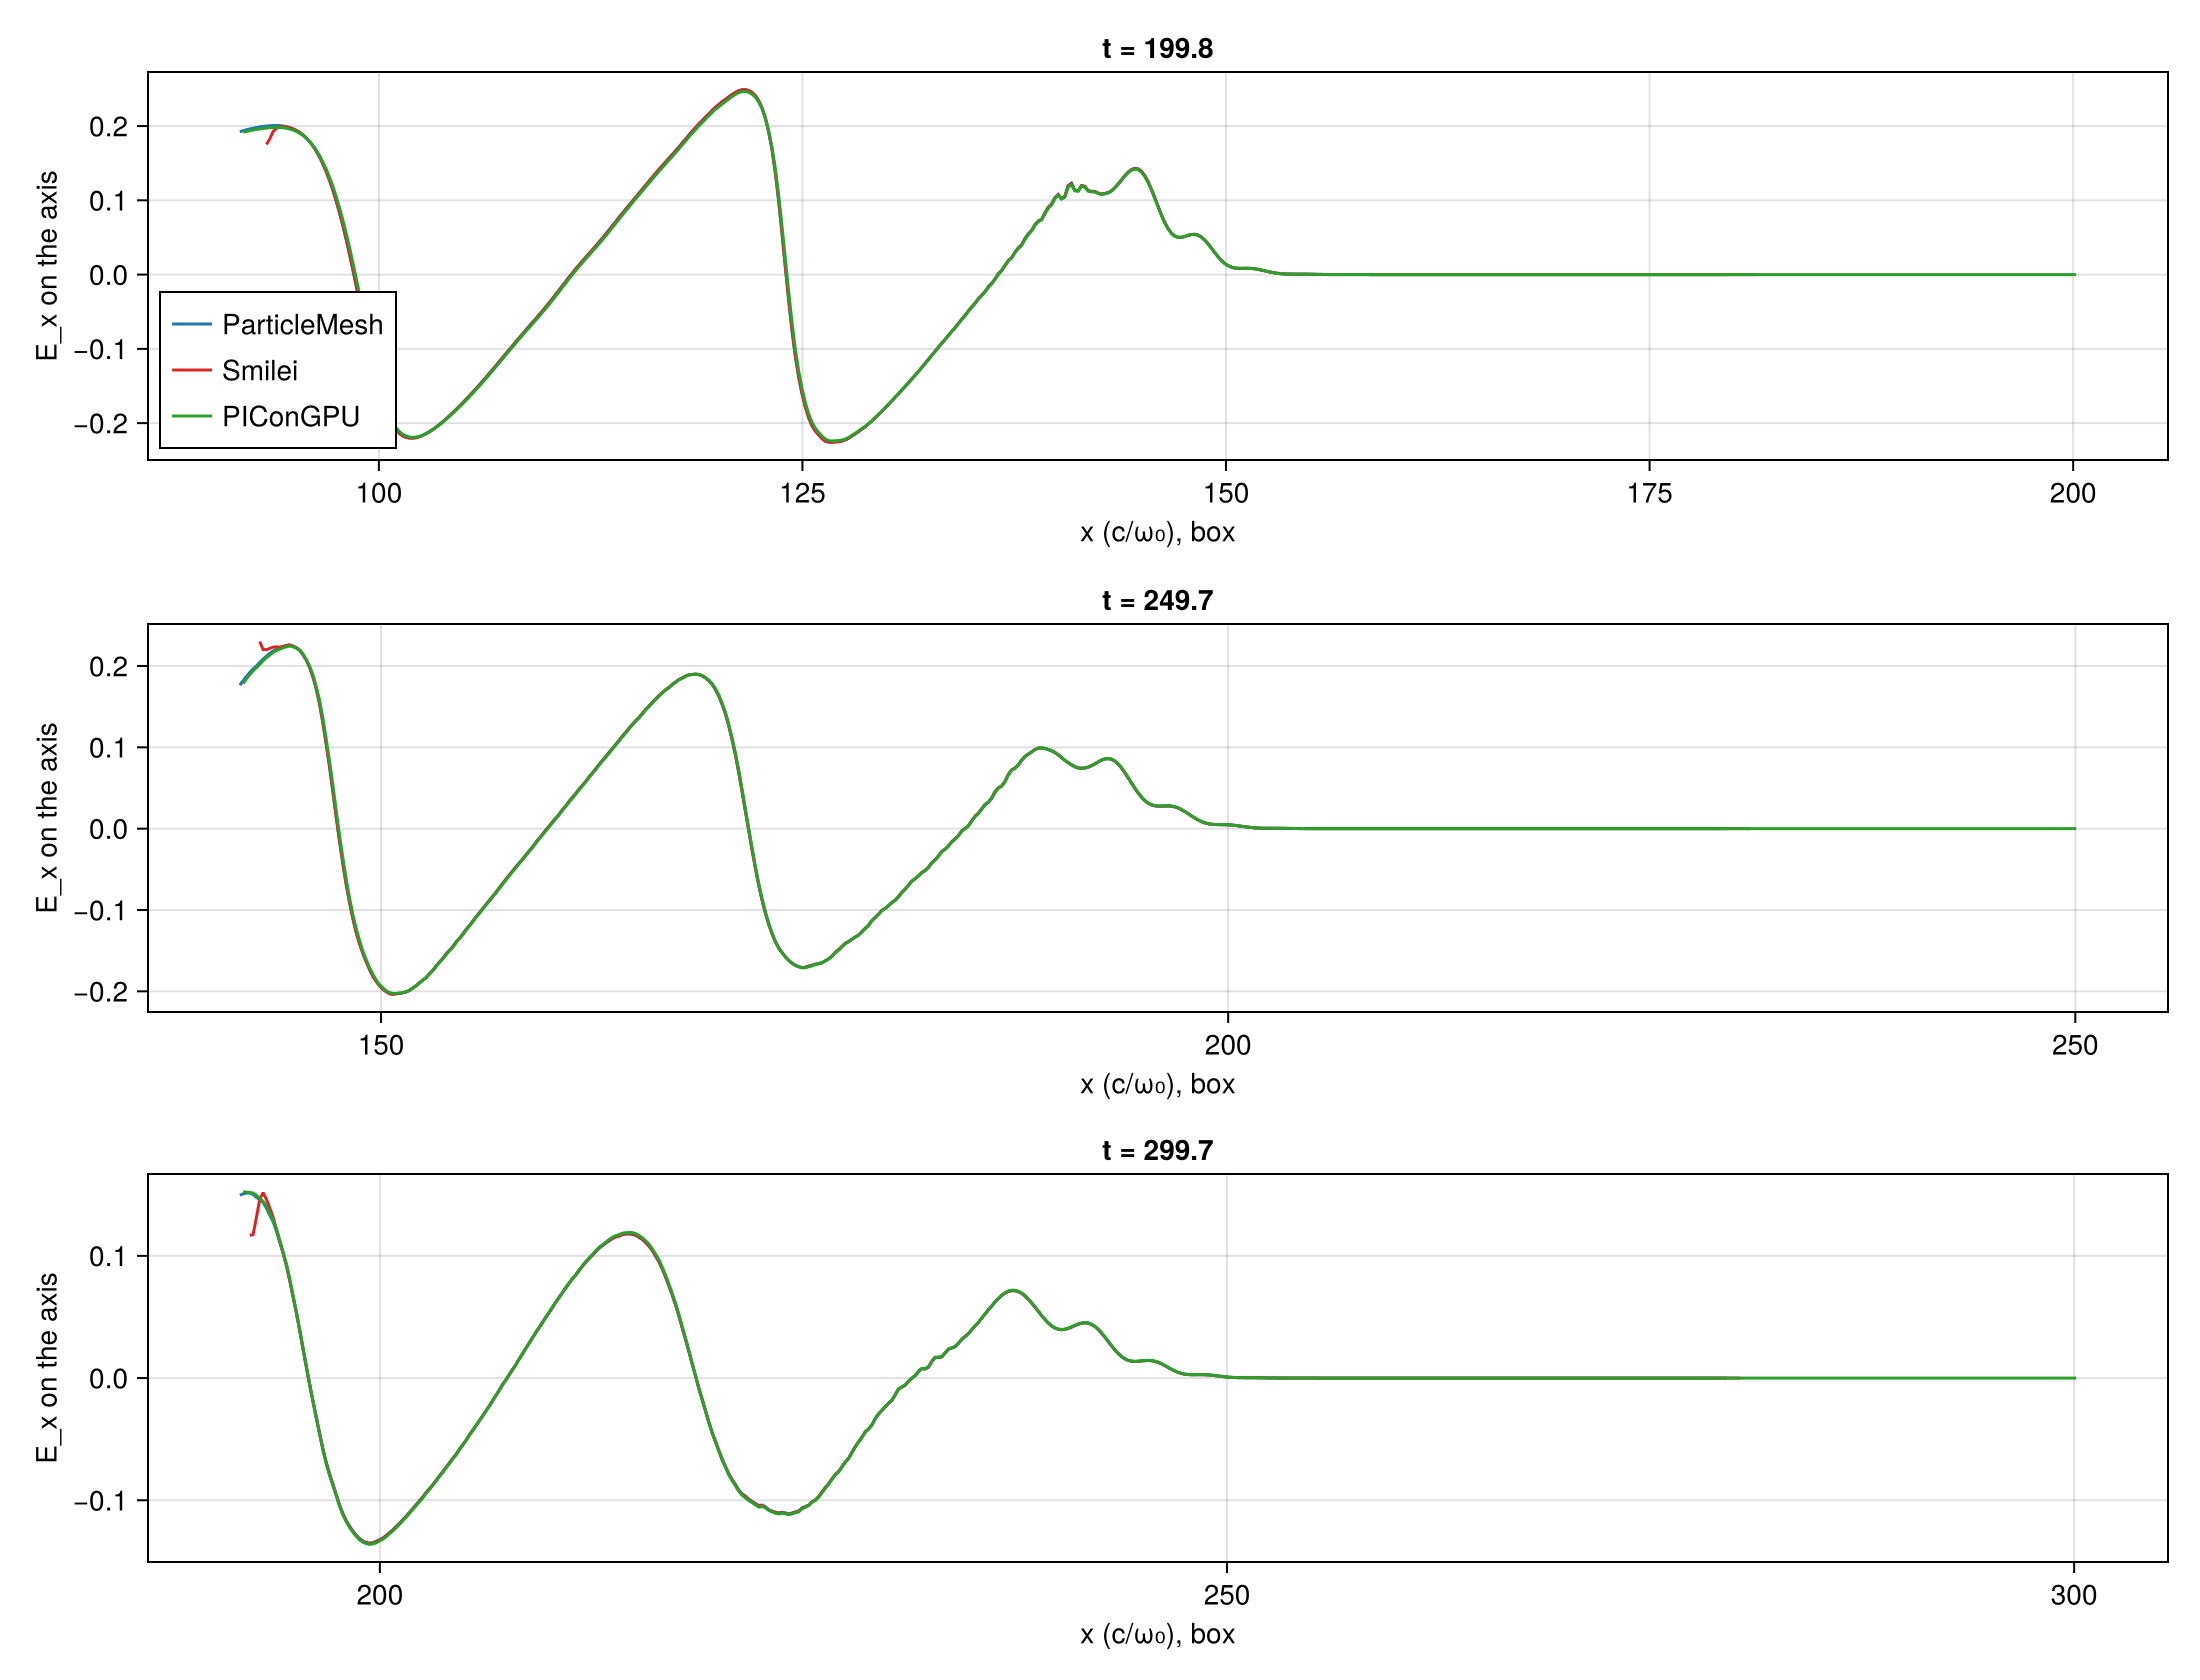 t = 199.8
E_x on the axis
0.2
0.1
0.0
−0.1
−0.2
ParticleMesh
Smilei
PIConGPU
100 125 150 175 200
x (c/ω₀), box
t = 249.7
E_x on the axis
0.2
0.1
0.0
−0.1
−0.2
150 200 250
x (c/ω₀), box
t = 299.7
E_x on the axis
0.1
0.0
−0.1
200 250 300
x (c/ω₀), box